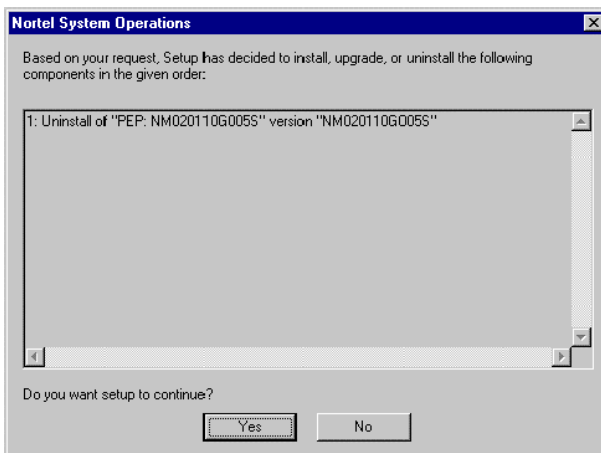 Nortel System Operations
Based on your request, Setup has decided to install, upgrade, or uninstall the following
components in the given order:
1: Uninstall of "PEP: NM020110G005S" version "NM020110G005S"
Do you want setup to continue?
Yes
No